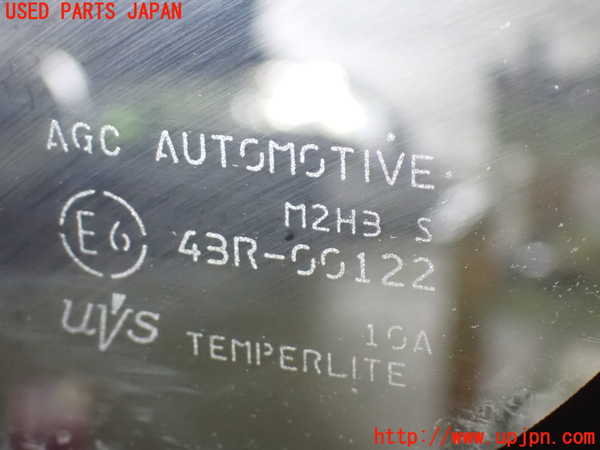 USED PARTS JAPAN
AGC AUTOMOTIVE
M2H3 S
E6 43R-00122
UVS TEMPERLITE 10A
http://www.upjpn.com/